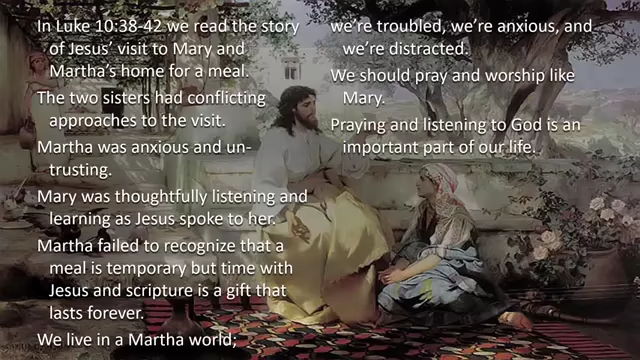 In Luke 10:38-42 we read the story
of Jesus’ visit to Mary and
Martha’s home for a meal.
The two sisters had conflicting
approaches to the visit.
Martha was anxious and un-
trusting.
Mary was thoughtfully listening and
learning as Jesus spoke to her.
Martha failed to recognize that a
meal is temporary but time with
Jesus and scripture is a gift that
lasts forever.
We live in a Martha world;
we’re troubled, we’re anxious, and
we’re distracted.
We should pray and worship like
Mary.
Praying and listening to God is an
important part of our life.